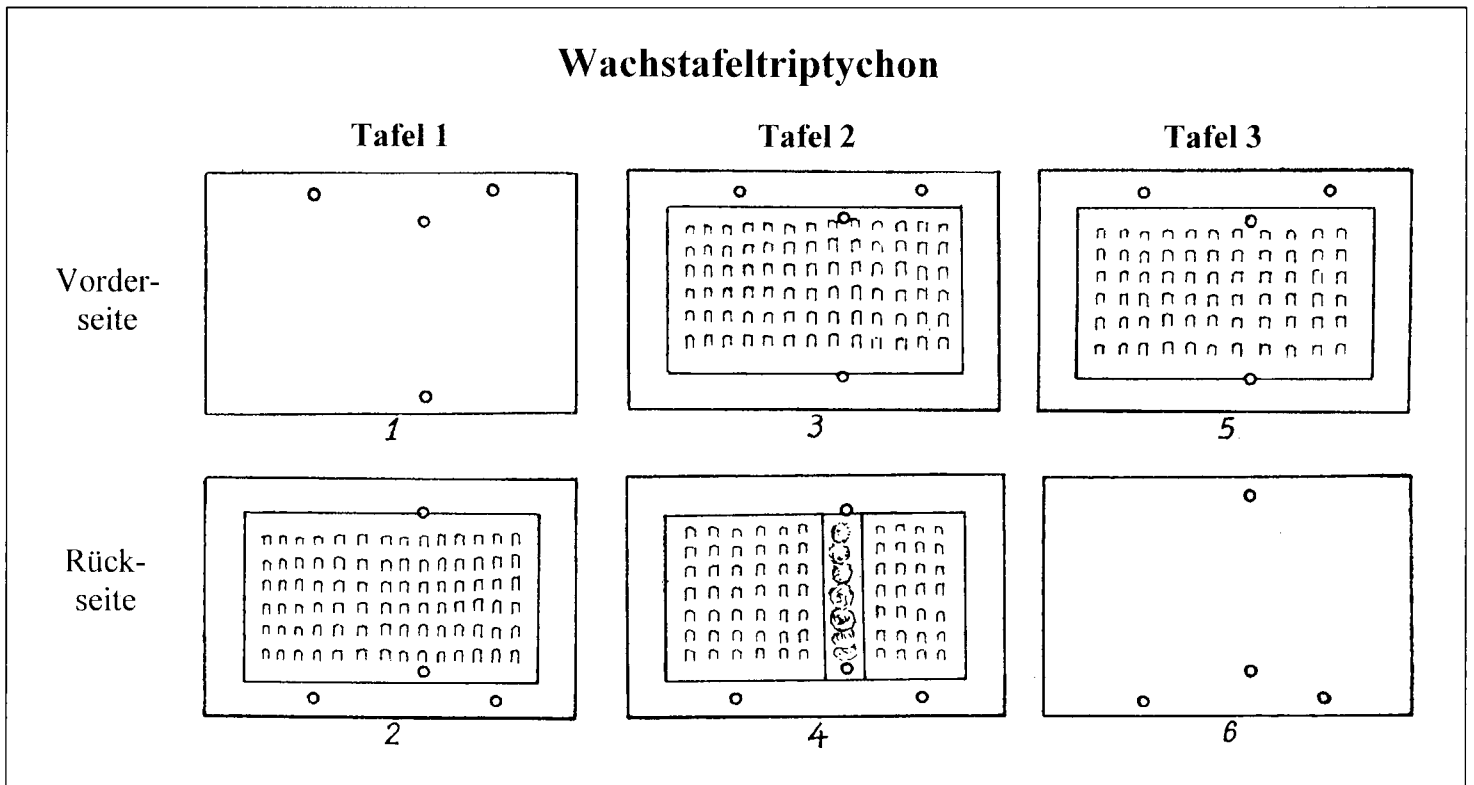 Wachstafeltriptychon
Tafel 1 Tafel 2 Tafel 3
Vorder-
seite
1 3 5
Rück-
seite
2 4 6